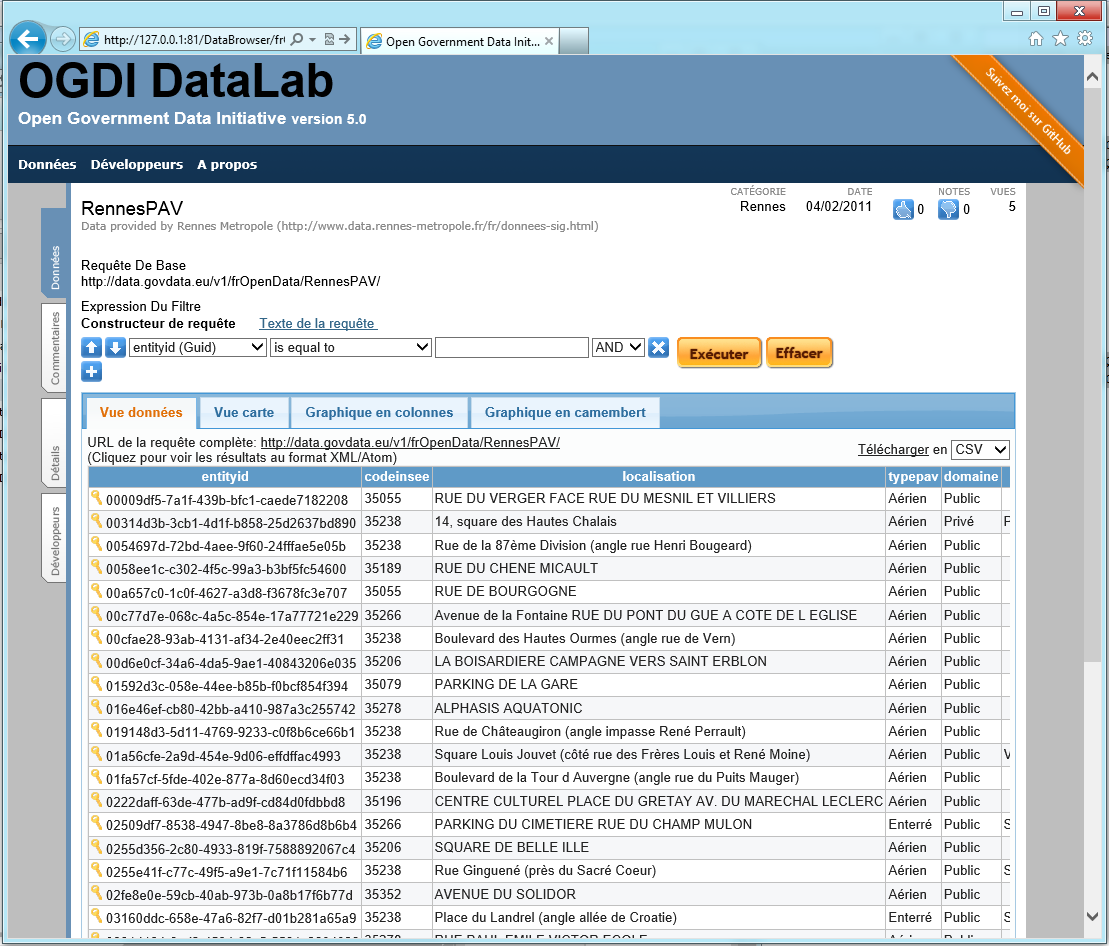 http://127.0.0.1:81/DataBrowser/fr
Open Government Data Init...
OGDI DataLab
Open Government Data Initiative version 5.0
Suivez moi sur GitHub
Données Développeurs A propos
RennesPAV
Data provided by Rennes Metropole (http://www.data.rennes-metropole.fr/fr/donnees-sig.html)
CATÉGORIE DATE NOTES VUES
Rennes 04/02/2011 0 0 5
Données
Commentaires
Détails
Développeurs
Requête De Base
http://data.govdata.eu/v1/frOpenData/RennesPAV/
Expression Du Filtre
Constructeur de requête Texte de la requête
entityid (Guid) is equal to AND Exécuter Effacer
Vue données Vue carte Graphique en colonnes Graphique en camembert
URL de la requête complète: http://data.govdata.eu/v1/frOpenData/RennesPAV/
(Cliquez pour voir les résultats au format XML/Atom)
Télécharger en CSV
entityid codeinsee localisation typepav domaine
00009df5-7a1f-439b-bfc1-caede7182208 35055 RUE DU VERGER FACE RUE DU MESNIL ET VILLIERS Aérien Public
00314d3b-3cb1-4d1f-b858-25d2637bd890 35238 14, square des Hautes Chalais Aérien Privé
0054697d-72bd-4aee-9f60-24fffae5e05b 35238 Rue de la 87ème Division (angle rue Henri Bougeard) Aérien Public
0058ee1c-c302-4f5c-99a3-b3bf5fc54600 35189 RUE DU CHENE MICAULT Aérien Public
00a657c0-1c0f-4627-a3d8-f3678fc3e707 35055 RUE DE BOURGOGNE Aérien Public
00c77d7e-068c-4a5c-854e-17a77721e229 35266 Avenue de la Fontaine RUE DU PONT DU GUE A COTE DE L EGLISE Aérien Public
00cfae28-93ab-4131-af34-2e40eec2ff31 35238 Boulevard des Hautes Ourmes (angle rue de Vern) Aérien Public
00d6e0cf-34a6-4da5-9ae1-40843206e035 35206 LA BOISARDIERE CAMPAGNE VERS SAINT ERBLON Aérien Public
01592d3c-058e-44ee-b85b-f0bcf854f394 35079 PARKING DE LA GARE Aérien Public
016e46ef-cb80-42bb-a410-987a3c255742 35278 ALPHASIS AQUATONIC Aérien Public
019148d3-5d11-4769-9233-c0f8b6ce66b1 35238 Rue de Châteaugiron (angle impasse René Perrault) Aérien Public
01a56cfe-2a9d-454e-9d06-effdffac4993 35238 Square Louis Jouvet (côté rue des Frères Louis et René Moine) Aérien Public
01fa57cf-5fde-402e-877a-8d60ecd34f03 35238 Boulevard de la Tour d Auvergne (angle rue du Puits Mauger) Aérien Public
0222daff-63de-477b-ad9f-cd84d0fdbbd8 35196 CENTRE CULTUREL PLACE DU GRETAY AV. DU MARECHAL LECLERC Aérien Public
02509df7-8538-4947-8be8-8a3786d8b6b4 35266 PARKING DU CIMETIERE RUE DU CHAMP MULON Enterré Public S
0255d356-2c80-4933-819f-7588892067c4 35206 SQUARE DE BELLE ILLE Aérien Public
0255e41f-c77c-49f5-a9e1-7c71f11584b6 35238 Rue Ginguené (près du Sacré Coeur) Aérien Public S
02fe8e0e-59cb-40ab-973b-0a8b17f6b77d 35352 AVENUE DU SOLIDOR Aérien Public
03160ddc-658e-47a6-82f7-d01b281a65a9 35238 Place du Landrel (angle allée de Croatie) Enterré Public S